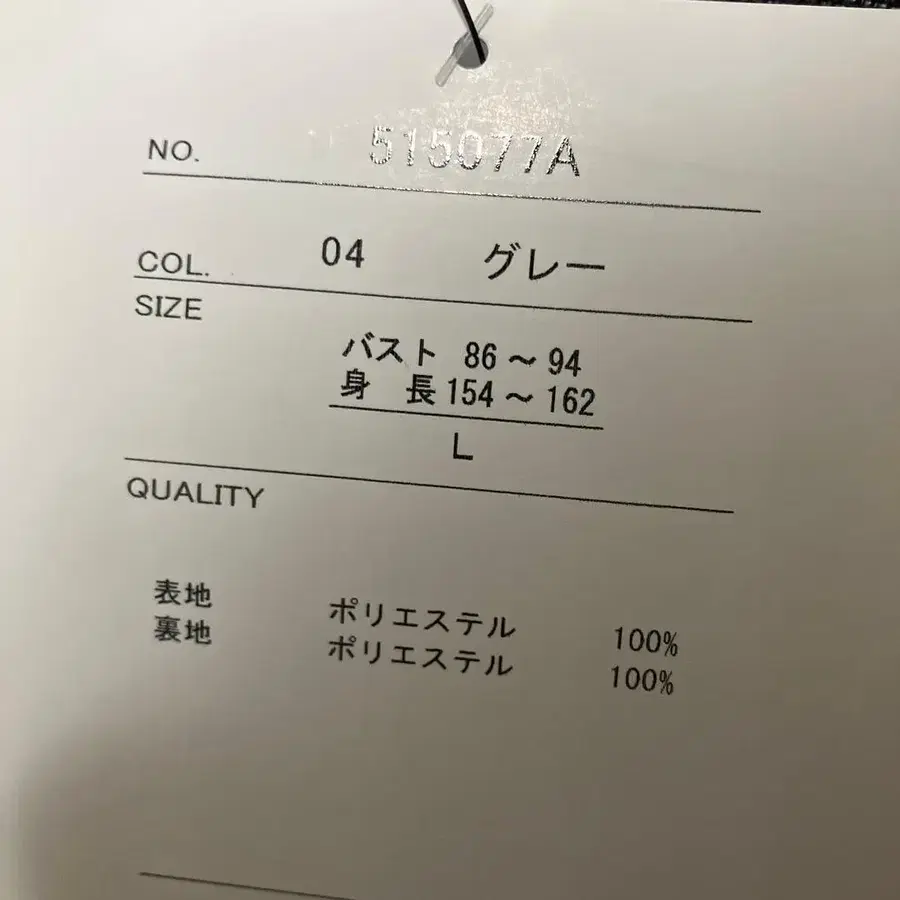 NO. 515077A
COL. 04 グレー
SIZE
バスト 86～94
身 長 154～162
L
QUALITY
表地 ポリエステル 100%
裏地 ポリエステル 100%